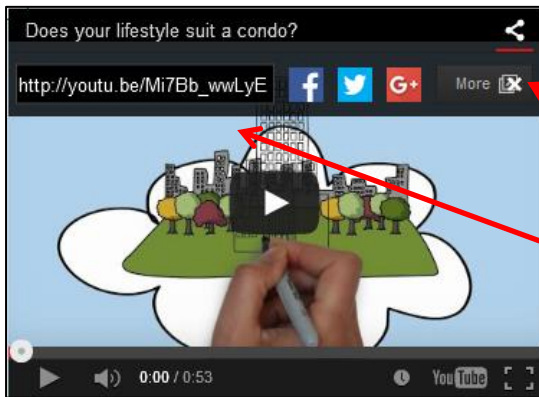 Does your lifestyle suit a condo?
http://youtu.be/Mi7Bb_wwLyE
f
G+
More
0:00 / 0:53
YouTube